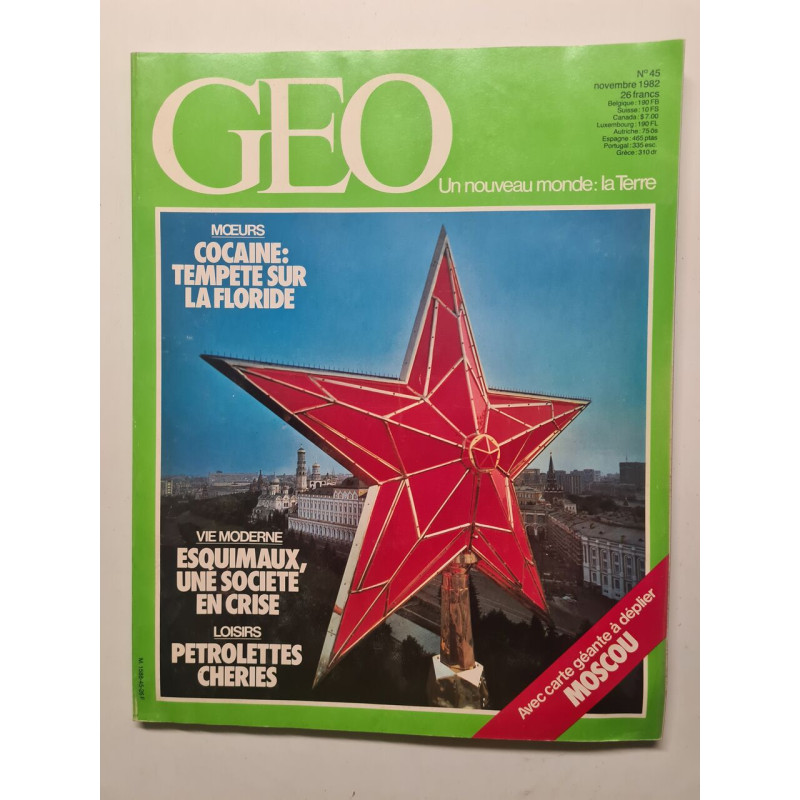 GEO
N° 45
novembre 1982
26 francs
Belgique : 190 FB
Suisse : 10 FS
Canada : $ 7.00
Luxembourg : 190 FL
Autriche : 75 ös
Espagne : 465 ptas
Portugal : 335 esc.
Grèce : 310 dr
Un nouveau monde : la Terre
MŒURS
COCAINE :
TEMPETE SUR
LA FLORIDE
VIE MODERNE
ESQUIMAUX,
UNE SOCIETE
EN CRISE
LOISIRS
PETROLETTES
CHERIES
Avec carte géante à déplier
MOSCOU